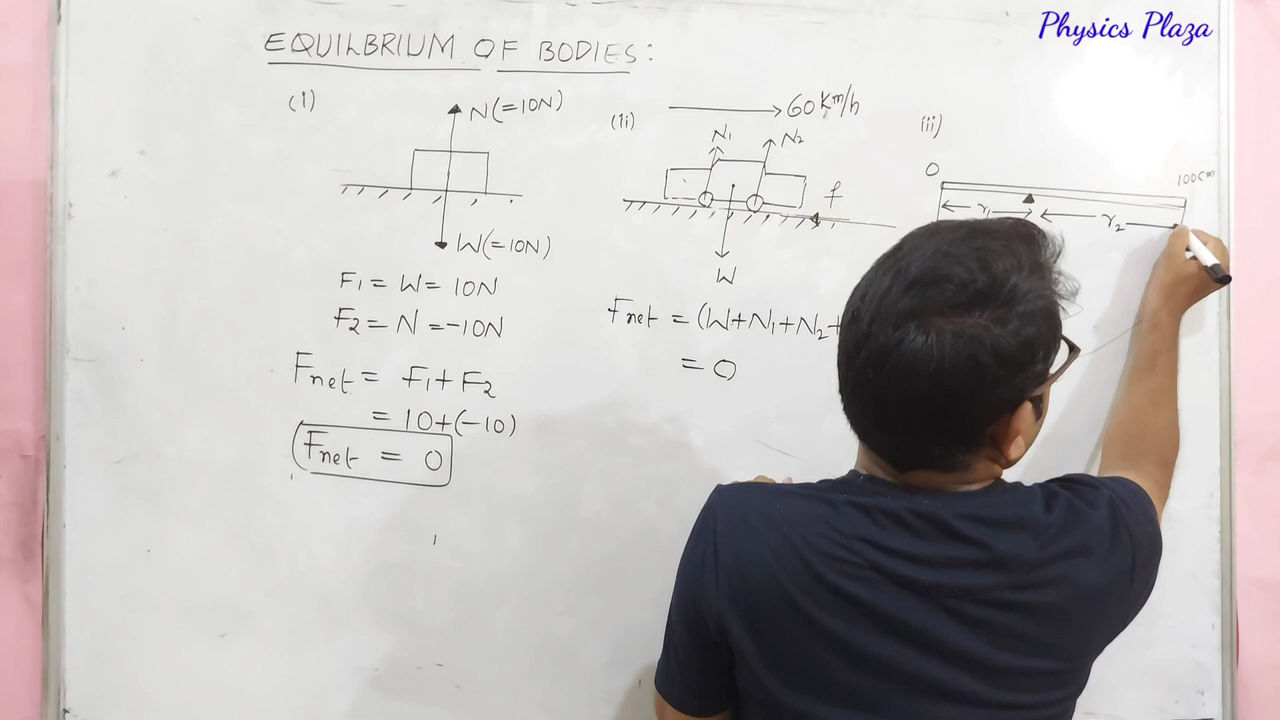 Physics Plaza
EQUILBRIUM OF BODIES:
(i)
N(=10N)
W(=10N)
F1 = W = 10N
F2 = N = -10N
Fnet = F1 + F2
= 10+(-10)
Fnet = 0
(ii)
60 Km/h
N1
N2
f
W
Fnet = (W+N1+N2+
= 0
iii)
0
100cm
r1
r2